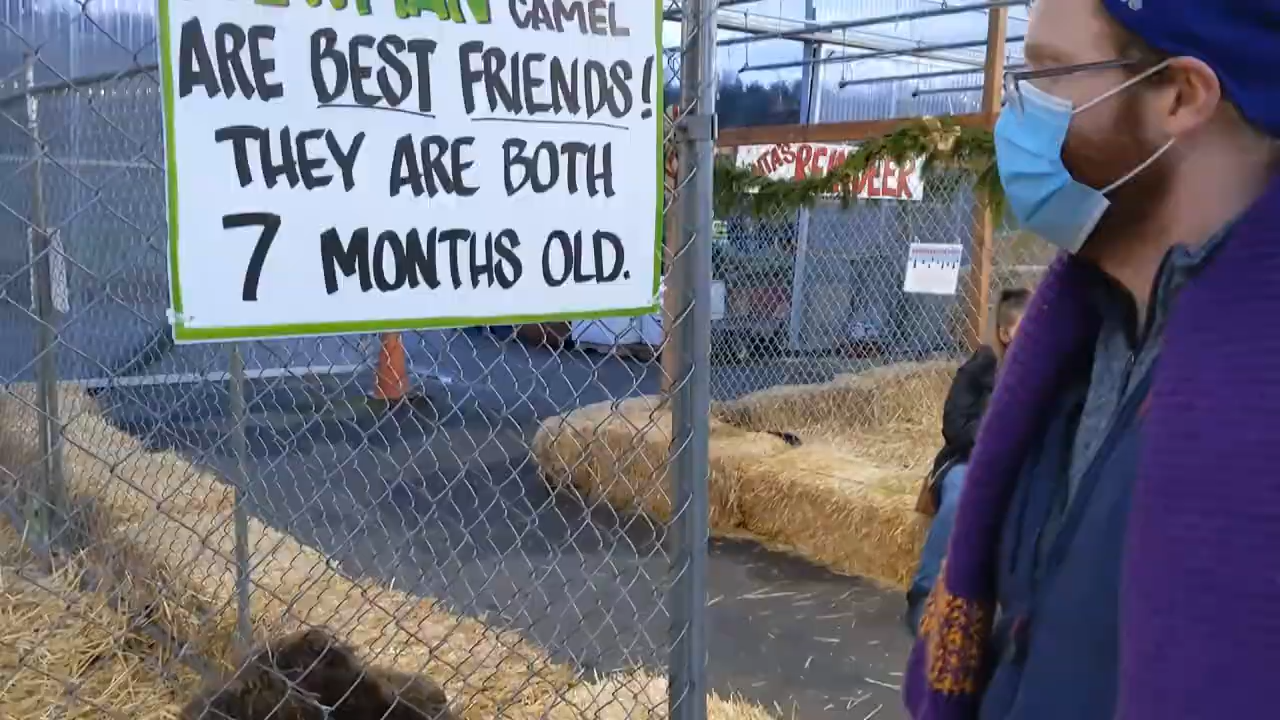 CAMEL
ARE BEST FRIENDS!
THEY ARE BOTH
7 MONTHS OLD.
REINDEER